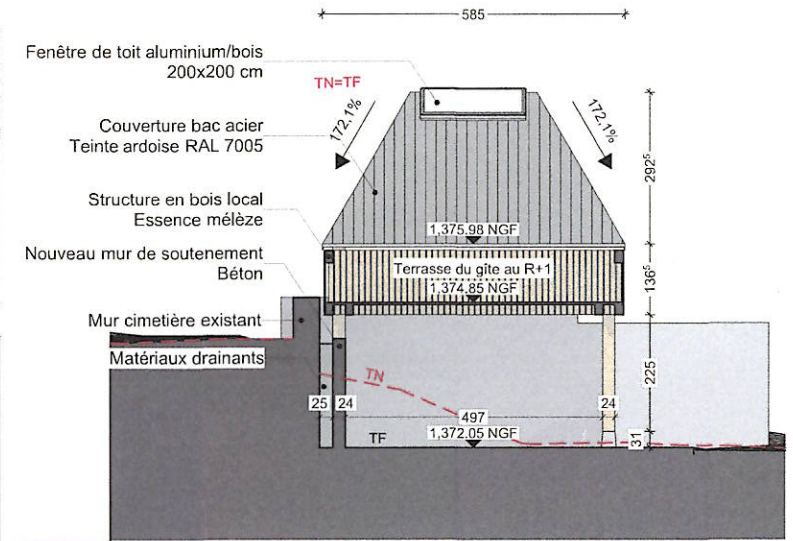 585
Fenêtre de toit aluminium/bois
200x200 cm
TN=TF
172,1%
172,1%
Couverture bac acier
Teinte ardoise RAL 7005
292⁵
Structure en bois local
Essence mélèze
1,375.98 NGF
Nouveau mur de soutenement
Béton
Terrasse du gîte au R+1
1,374.85 NGF
136⁵
Mur cimetière existant
Matériaux drainants
TN
225
25
24
497
24
TF
1,372.05 NGF
31